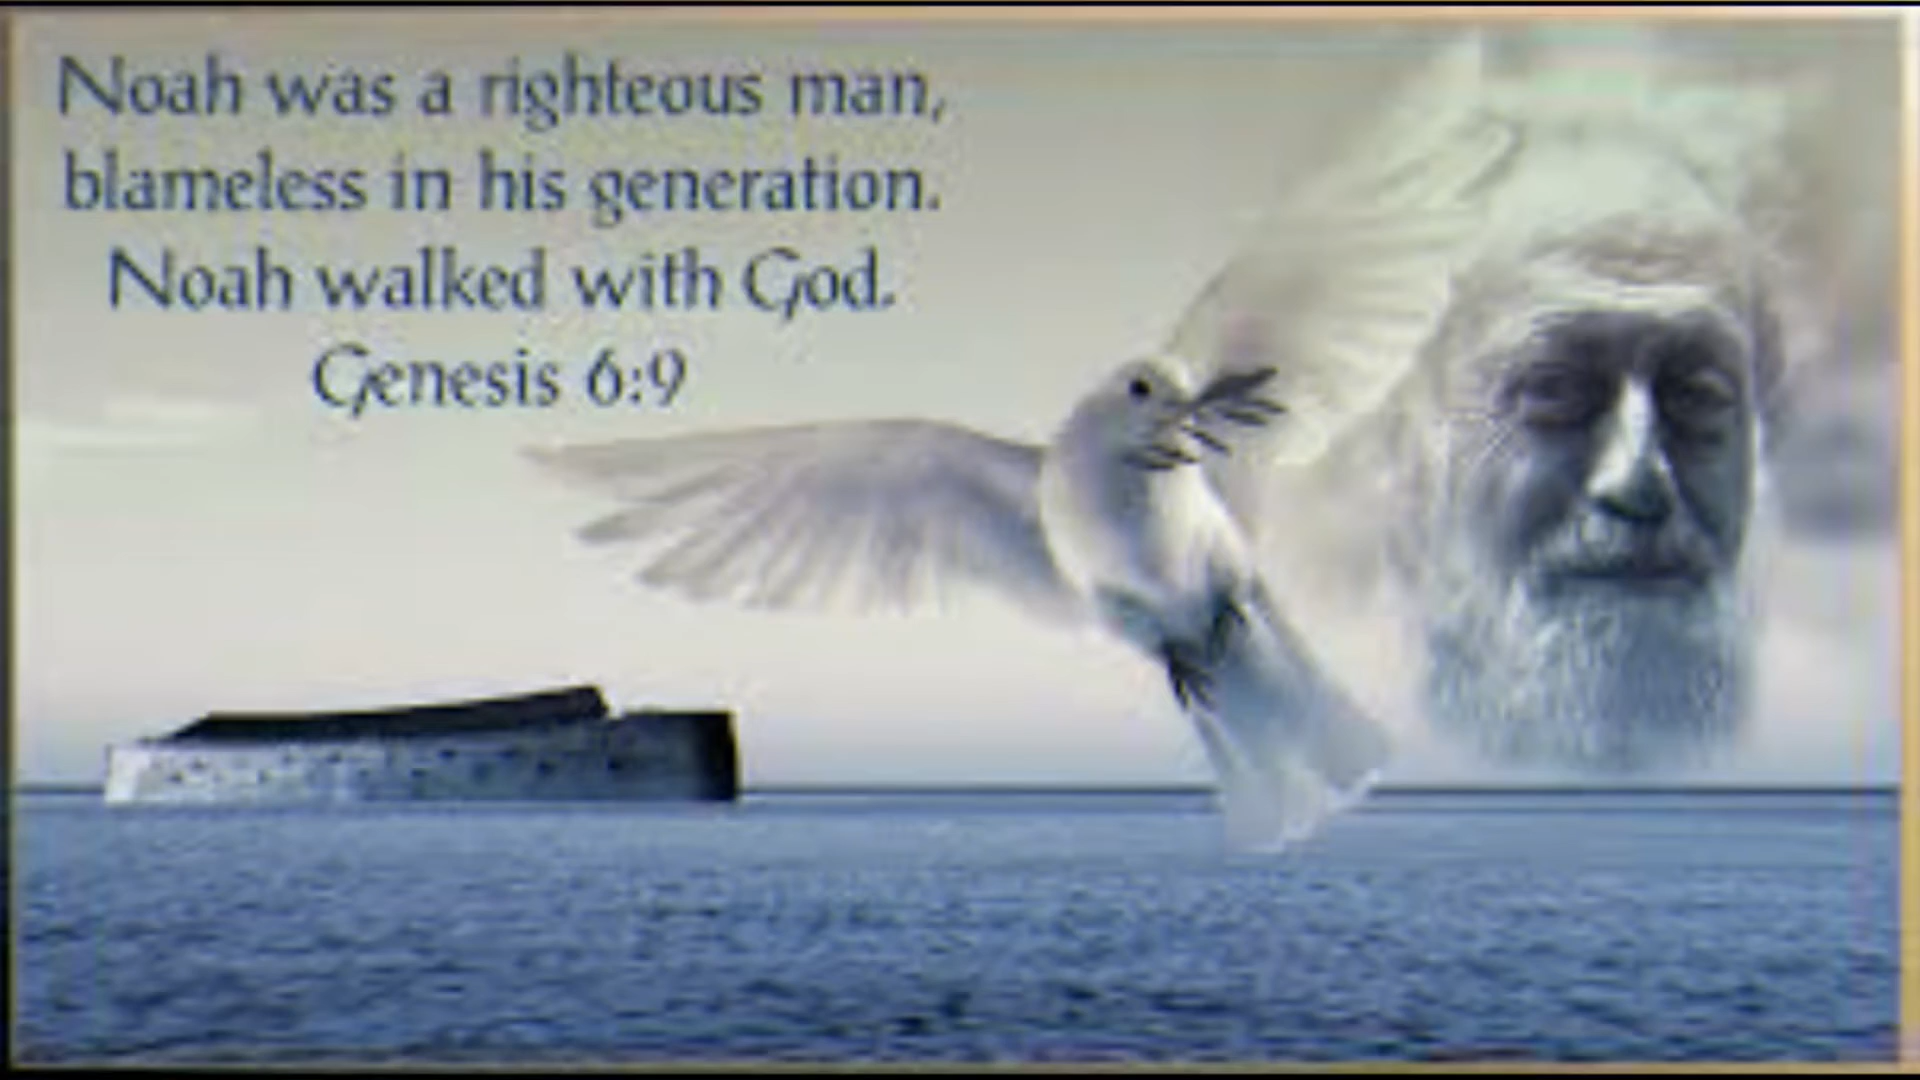 Noah was a righteous man,
blameless in his generation.
Noah walked with God.
Genesis 6:9